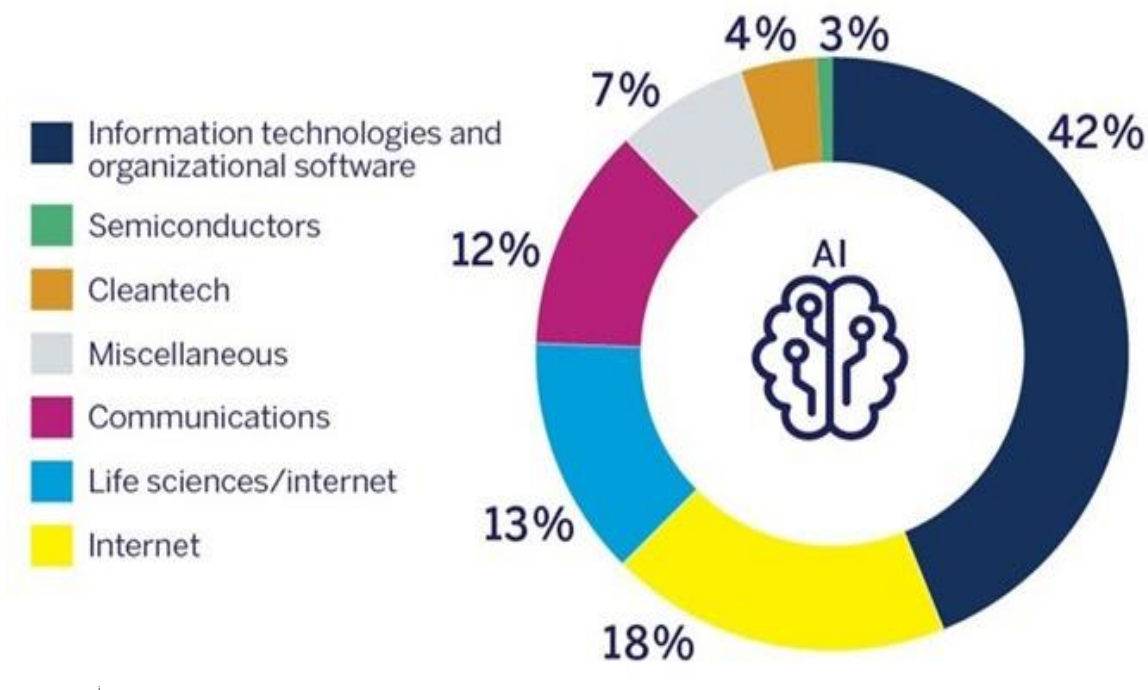 4% 3%
7%
42%
12%
13%
18%
AI
Information technologies and
organizational software
Semiconductors
Cleantech
Miscellaneous
Communications
Life sciences/internet
Internet